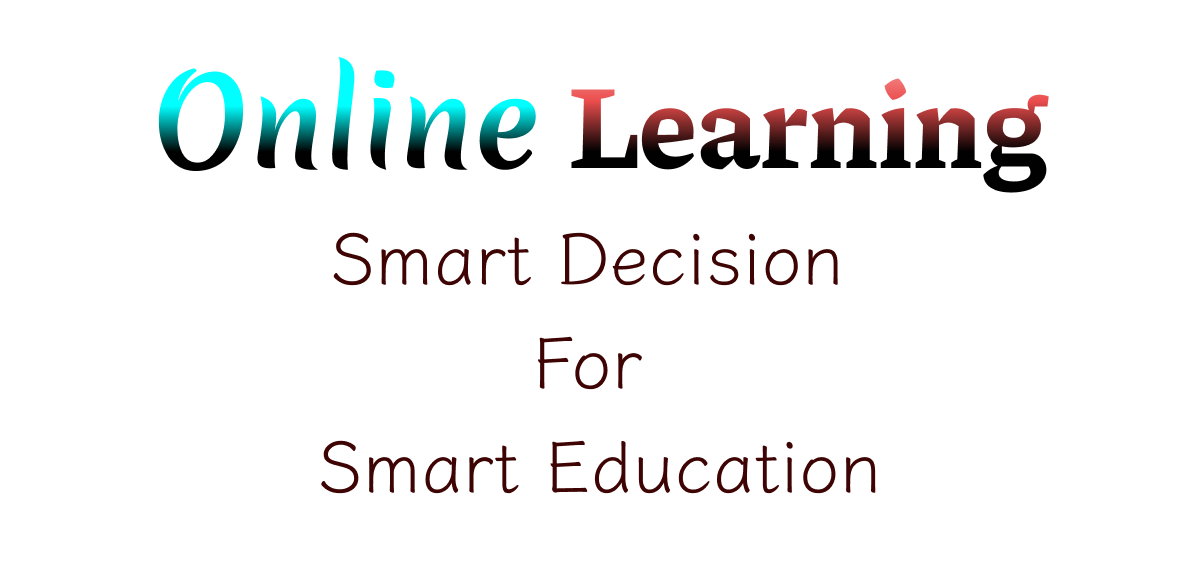 Online Learning
Smart Decision
For
Smart Education